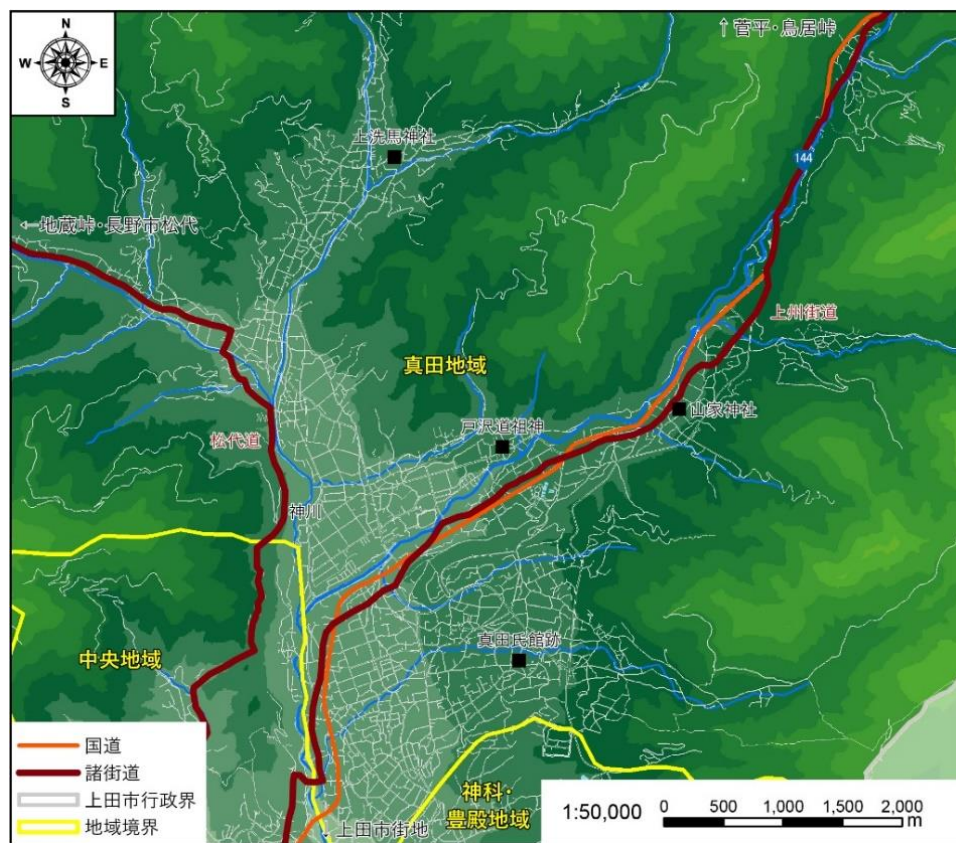 N
W
E
S
↑菅平・鳥居峠
上洗馬神社
144
←地蔵峠・長野市松代
上州街道
真田地域
山家神社
戸沢道祖神
松代道
神川
真田氏館跡
中央地域
国道
諸街道
上田市行政界
地域境界
神科・
豊殿地域
↓上田市街地
1:50,000
0 500 1,000 1,500 2,000
m